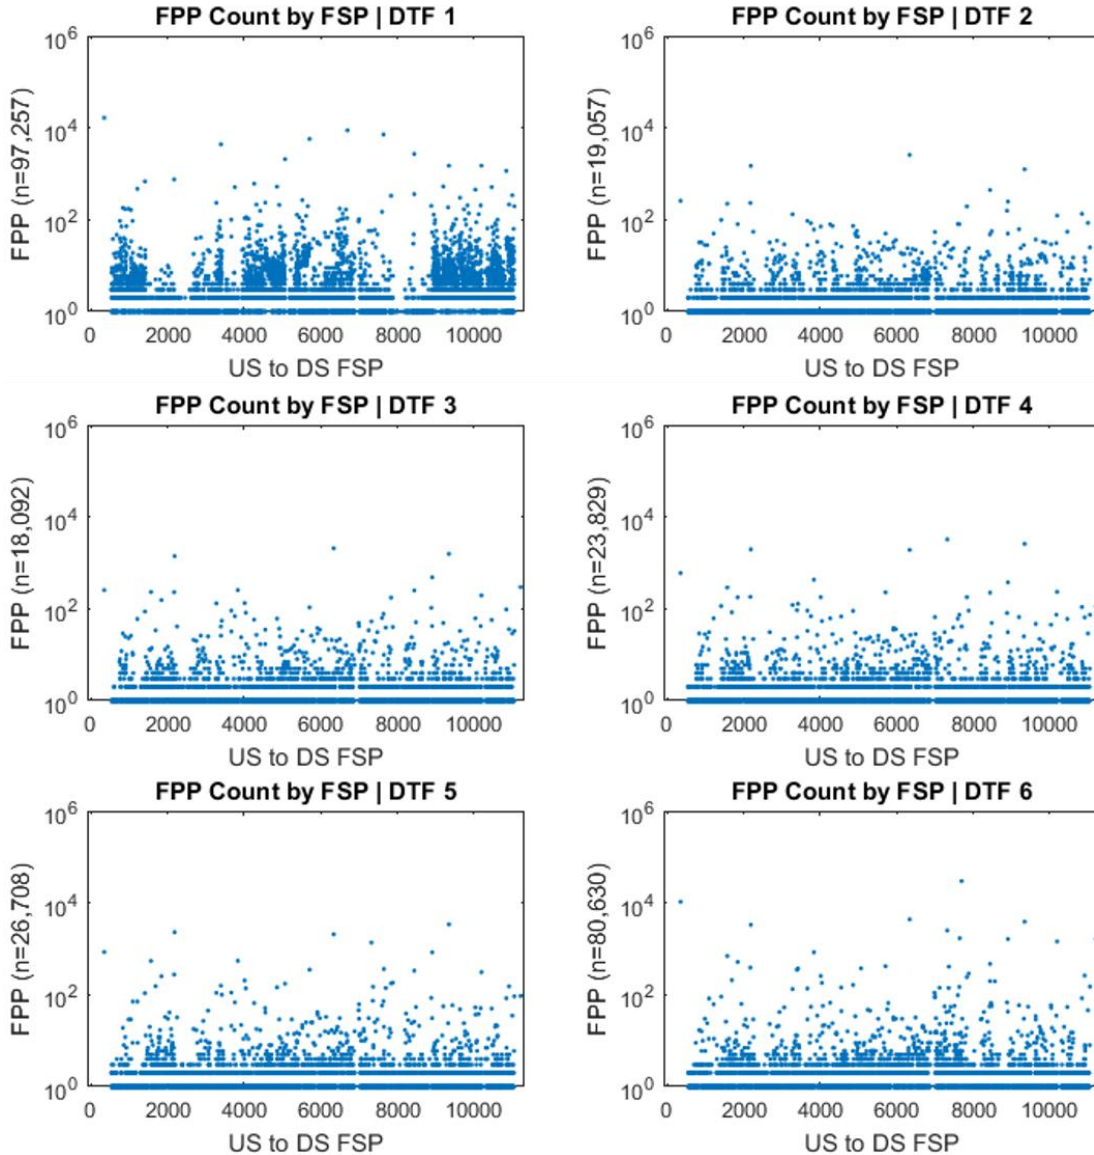 FPP Count by FSP | DTF 1
FPP (n=97,257)
10^6
10^4
10^2
10^0
0 2000 4000 6000 8000 10000
US to DS FSP
FPP Count by FSP | DTF 2
FPP (n=19,057)
10^6
10^4
10^2
10^0
0 2000 4000 6000 8000 10000
US to DS FSP
FPP Count by FSP | DTF 3
FPP (n=18,092)
10^6
10^4
10^2
10^0
0 2000 4000 6000 8000 10000
US to DS FSP
FPP Count by FSP | DTF 4
FPP (n=23,829)
10^6
10^4
10^2
10^0
0 2000 4000 6000 8000 10000
US to DS FSP
FPP Count by FSP | DTF 5
FPP (n=26,708)
10^6
10^4
10^2
10^0
0 2000 4000 6000 8000 10000
US to DS FSP
FPP Count by FSP | DTF 6
FPP (n=80,630)
10^6
10^4
10^2
10^0
0 2000 4000 6000 8000 10000
US to DS FSP